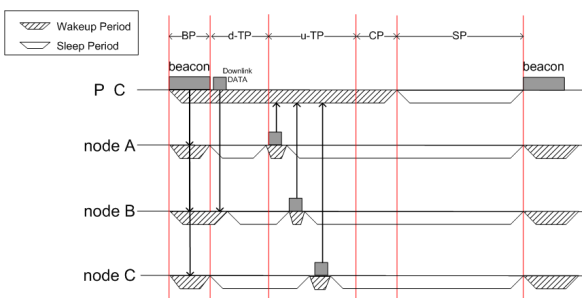 Wakeup Period
Sleep Period
BP
d-TP
u-TP
CP
SP
beacon
Downlink
DATA
beacon
P C
node A
node B
node C